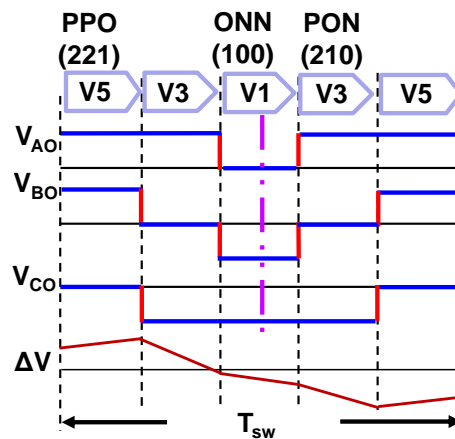 PPO ONN PON
(221) (100) (210)
V5 V3 V1 V3 V5
VAO
VBO
VCO
ΔV
Tsw